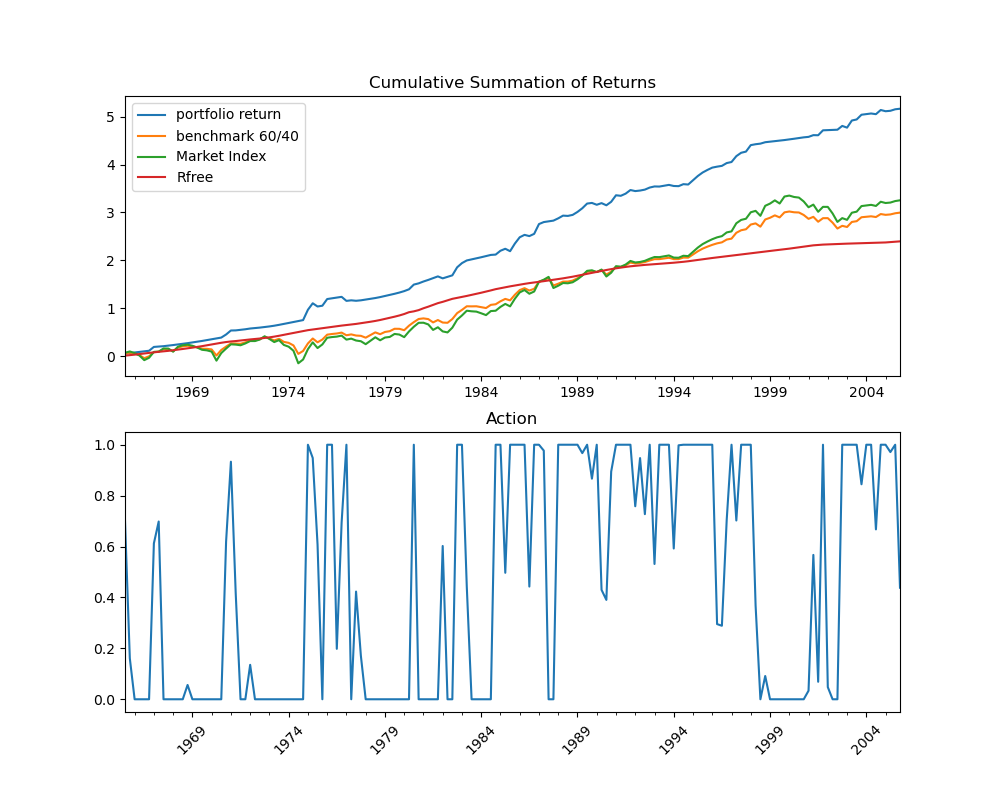 Cumulative Summation of Returns
portfolio return
benchmark 60/40
Market Index
Rfree
5
4
3
2
1
0
1969 1974 1979 1984 1989 1994 1999 2004
Action
1.0
0.8
0.6
0.4
0.2
0.0
1969 1974 1979 1984 1989 1994 1999 2004